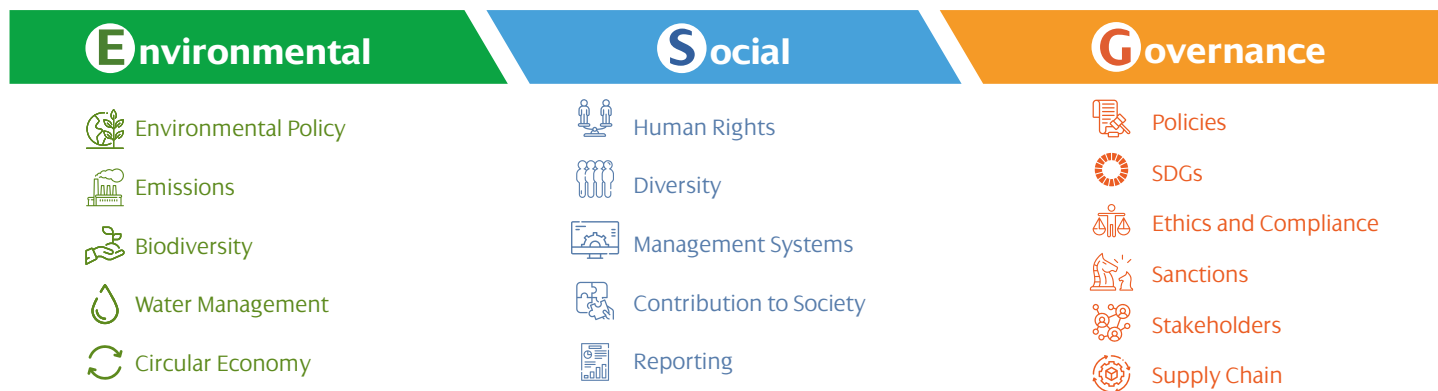 Environmental
Environmental Policy
Emissions
Biodiversity
Water Management
Circular Economy
Social
Human Rights
Diversity
Management Systems
Contribution to Society
Reporting
Governance
Policies
SDGs
Ethics and Compliance
Sanctions
Stakeholders
Supply Chain